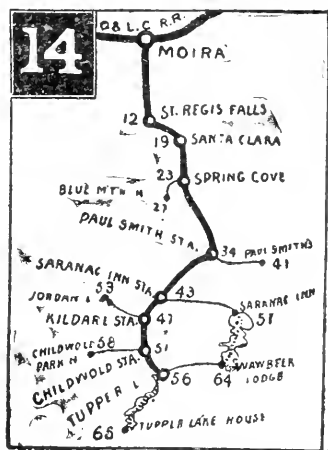 14
O & L.C R.R.
MOIRA
12 ST. REGIS FALLS
19 SANTA CLARA
23 SPRING COVE
BLUE MTN H
27
PAUL SMITH STA.
34 PAUL SMITHS
41
SARANAC INN STA.
43
JORDAN L
53
SARANAC INN
KILDARE STA.
47
CHILDWOLD
PARK H 58
CHILDWOLD STA.
51
64 WAWBEEK
LODGE
TUPPER L
56
65 TUPPER LAKE HOUSE